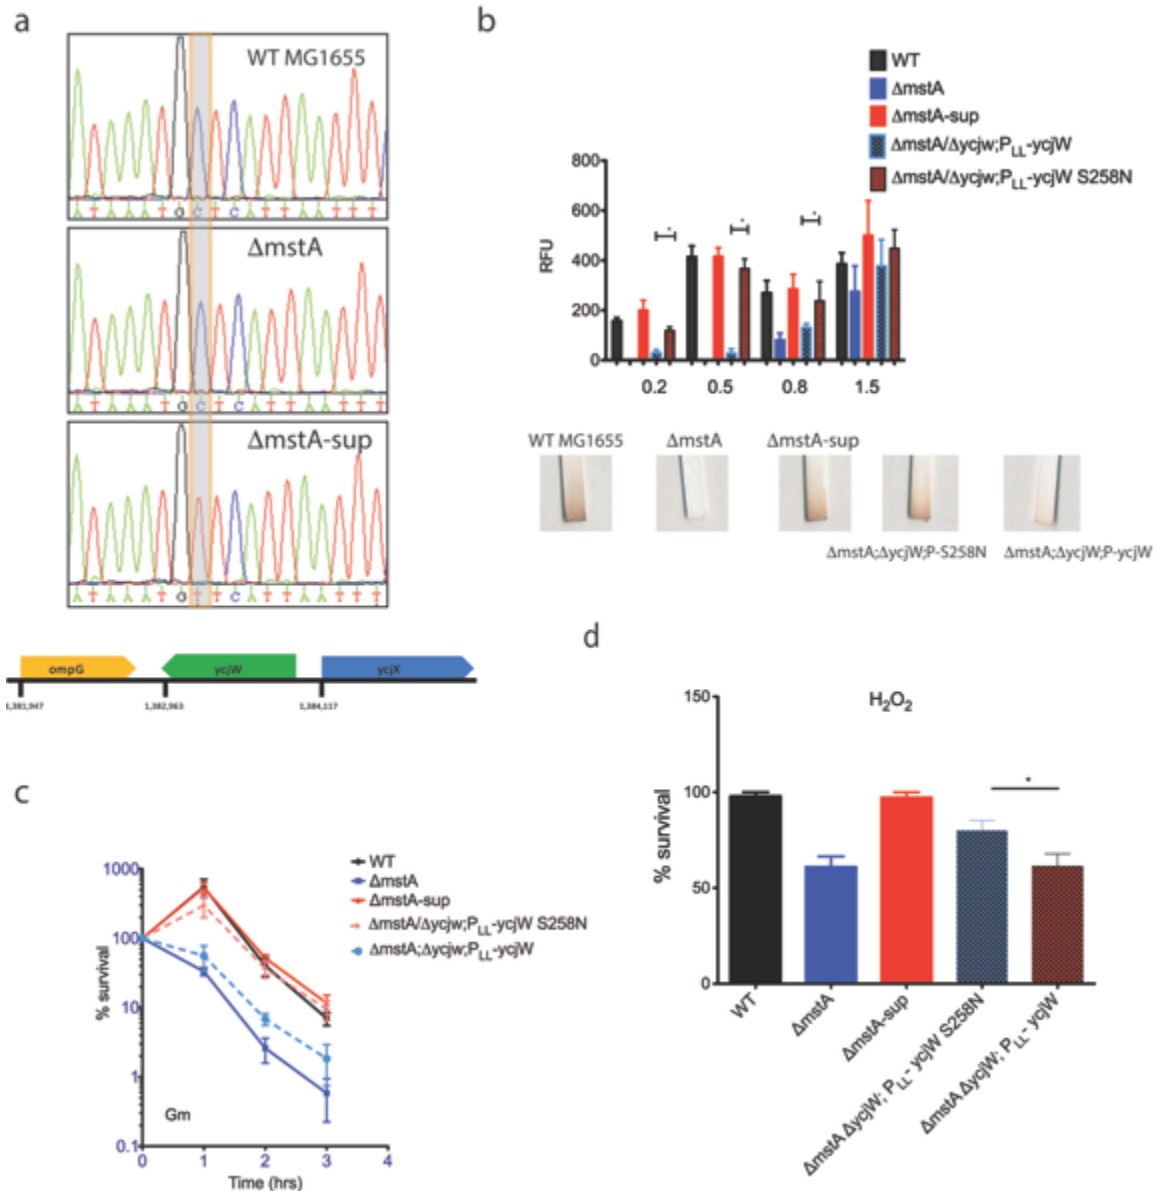 a
WT MG1655
A T A A A T G C T C A T T A A T T T
ΔmstA
A T A A A T G C T C A T T A A T T T
ΔmstA-sup
A T A A A T G T T C A T T A A T T T
ompG
ycjW
ycjX
1,382,963
1,384,117
b
WT
ΔmstA
ΔmstA-sup
ΔmstA/Δycjw;PLL-ycjW
ΔmstA/Δycjw;PLL-ycjW S258N
800
600
400
200
0
RFU
* * *
0.2 0.5 0.8 1.5
WT MG1655 ΔmstA ΔmstA-sup
ΔmstA;ΔycjW;P-S258N ΔmstA;ΔycjW;P-ycjW
c
WT
ΔmstA
ΔmstA-sup
ΔmstA/Δycjw;PLL-ycjW S258N
ΔmstA;Δycjw;PLL-ycjW
1000
100
10
1
0.1
% survival
Gm
0 1 2 3 4
Time (hrs)
d
H2O2
150
100
50
0
% survival
*
WT
ΔmstA
ΔmstA-sup
ΔmstA ΔycjW; PLL- ycjW S258N
ΔmstA ΔycjW; PLL- ycjW